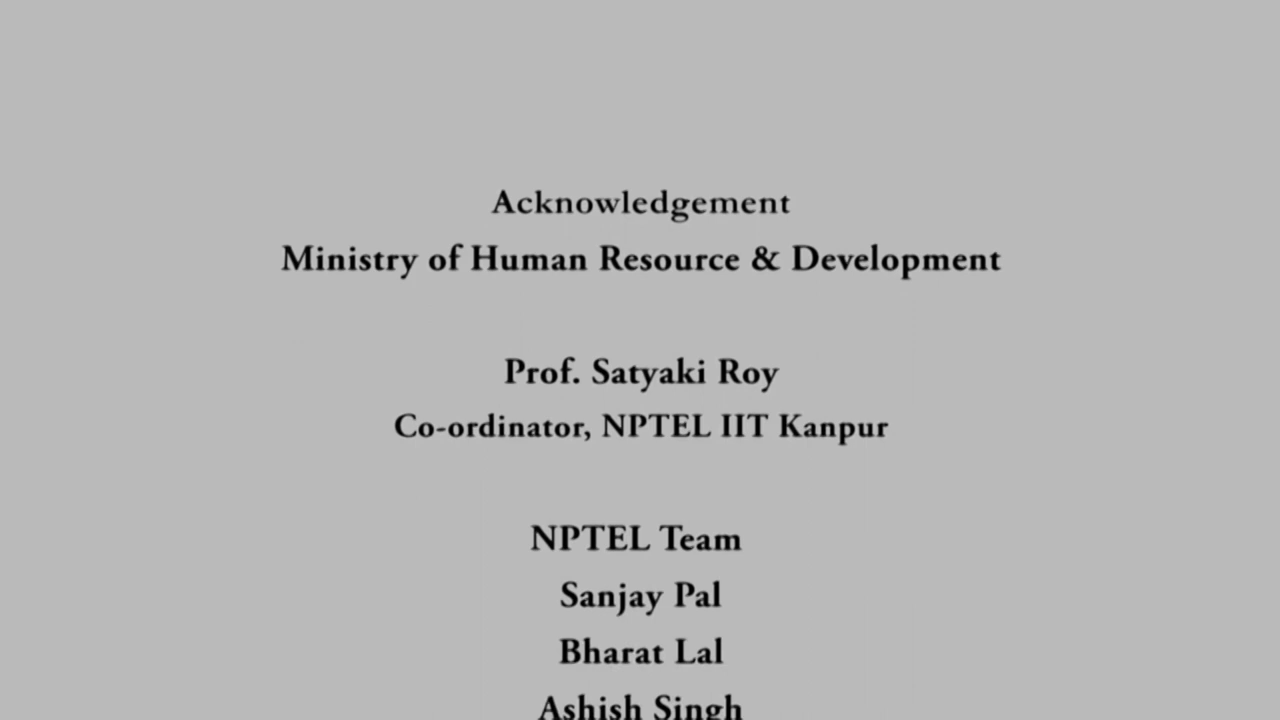 Acknowledgement
Ministry of Human Resource & Development
Prof. Satyaki Roy
Co-ordinator, NPTEL IIT Kanpur
NPTEL Team
Sanjay Pal
Bharat Lal
Ashish Singh